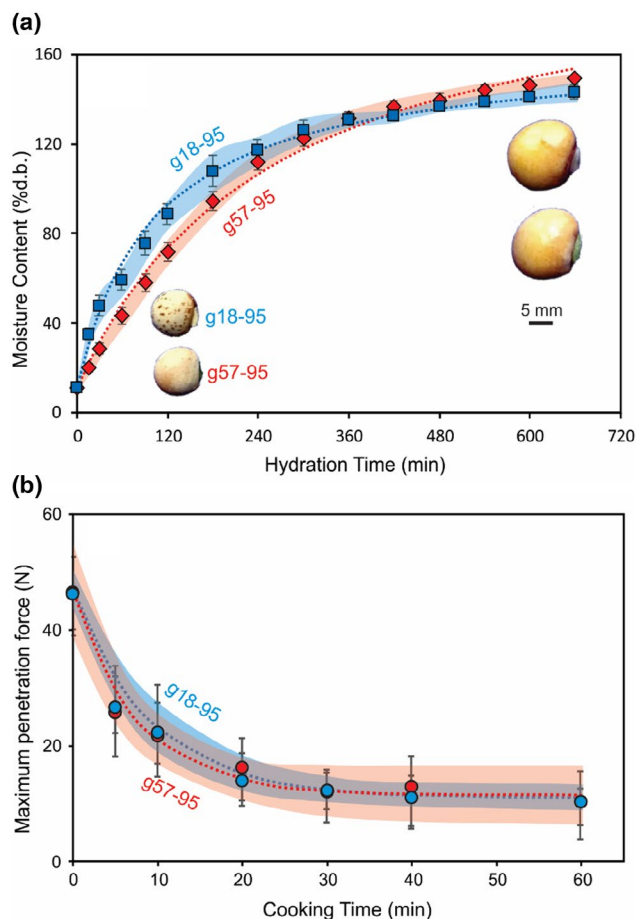 (a)
160
120
80
40
0
Moisture Content (%d.b.)
g18-95
g57-95
g18-95
g57-95
5 mm
0 120 240 360 480 600 720
Hydration Time (min)
(b)
60
40
20
0
Maximum penetration force (N)
g18-95
g57-95
0 10 20 30 40 50 60
Cooking Time (min)